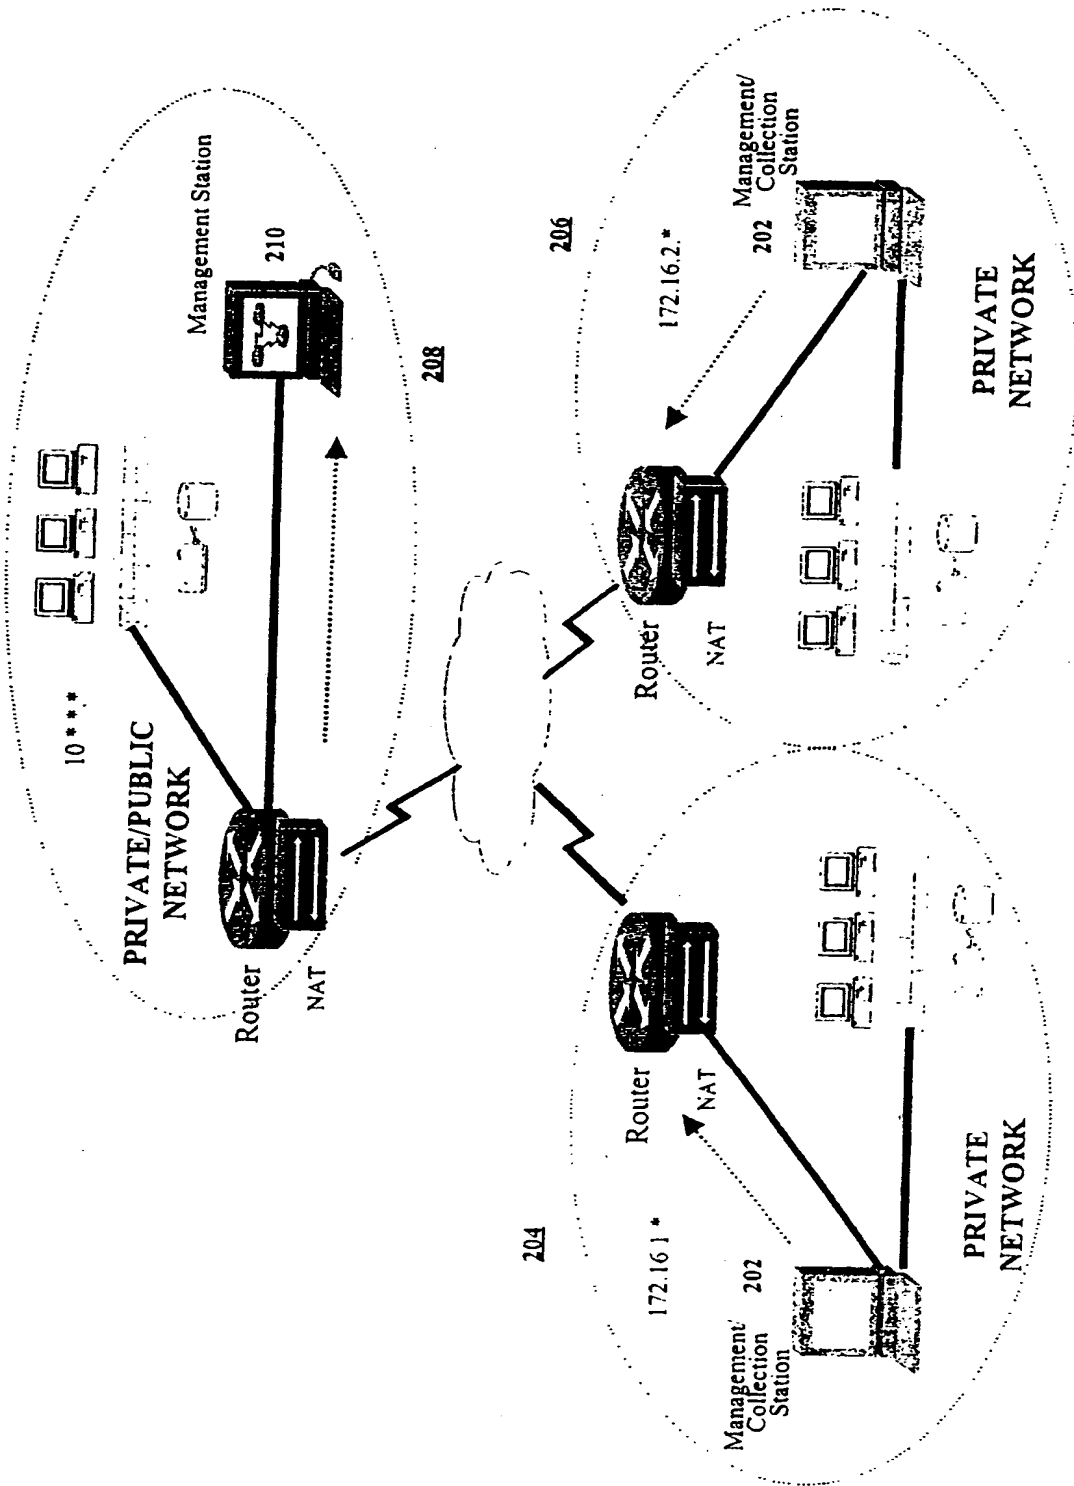 Management Station
210
208
10 * * *
PRIVATE/PUBLIC
NETWORK
Router
NAT
206
172.16.2.*
202
Management/
Collection
Station
Router
NAT
PRIVATE
NETWORK
204
172.16 1 *
202
Management/
Collection
Station
Router
NAT
PRIVATE
NETWORK